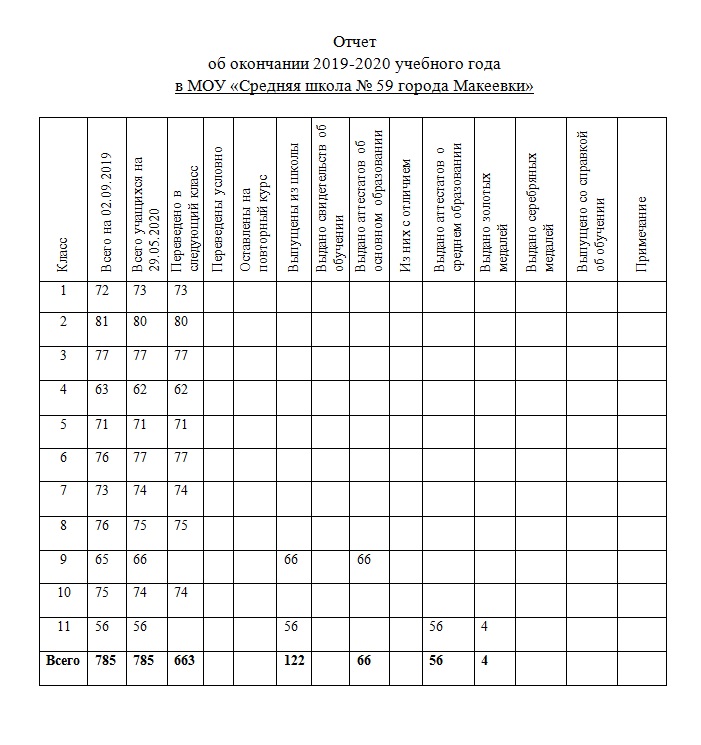 Отчет
об окончании 2019-2020 учебного года
в МОУ «Средняя школа № 59 города Макеевки»
Класс
Всего на 02.09.2019
Всего учащихся на
29.05.2020
Переведено в
следующий класс
Переведены условно
Оставлены на
повторный курс
Выпущены из школы
Выдано свидетельств об
обучении
Выдано аттестатов об
основном образовании
Из них с отличием
Выдано аттестатов о
среднем образовании
Выдано золотых
медалей
Выдано серебряных
медалей
Выпущено со справкой
об обучении
Примечание
1 72 73 73
2 81 80 80
3 77 77 77
4 63 62 62
5 71 71 71
6 76 77 77
7 73 74 74
8 76 75 75
9 65 66 66 66
10 75 74 74
11 56 56 56 56 4
Всего 785 785 663 122 66 56 4